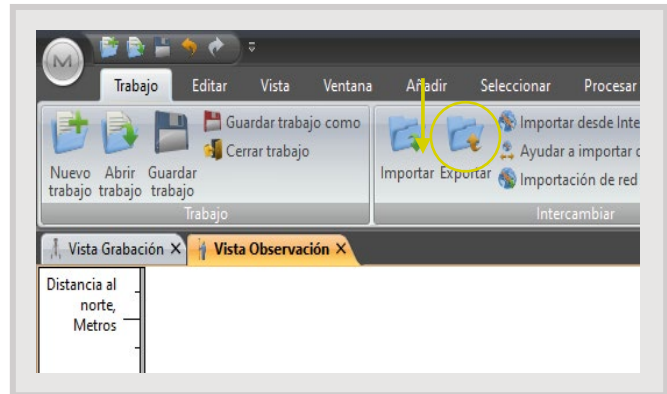 M
Trabajo Editar Vista Ventana Añadir Seleccionar Procesar
Nuevo trabajo
Abrir trabajo
Guardar trabajo
Guardar trabajo como
Cerrar trabajo
Trabajo
Importar
Exportar
Importar desde Inte
Ayudar a importar
Importación de red
Intercambiar
Vista Grabación X
Vista Observación X
Distancia al
norte,
Metros